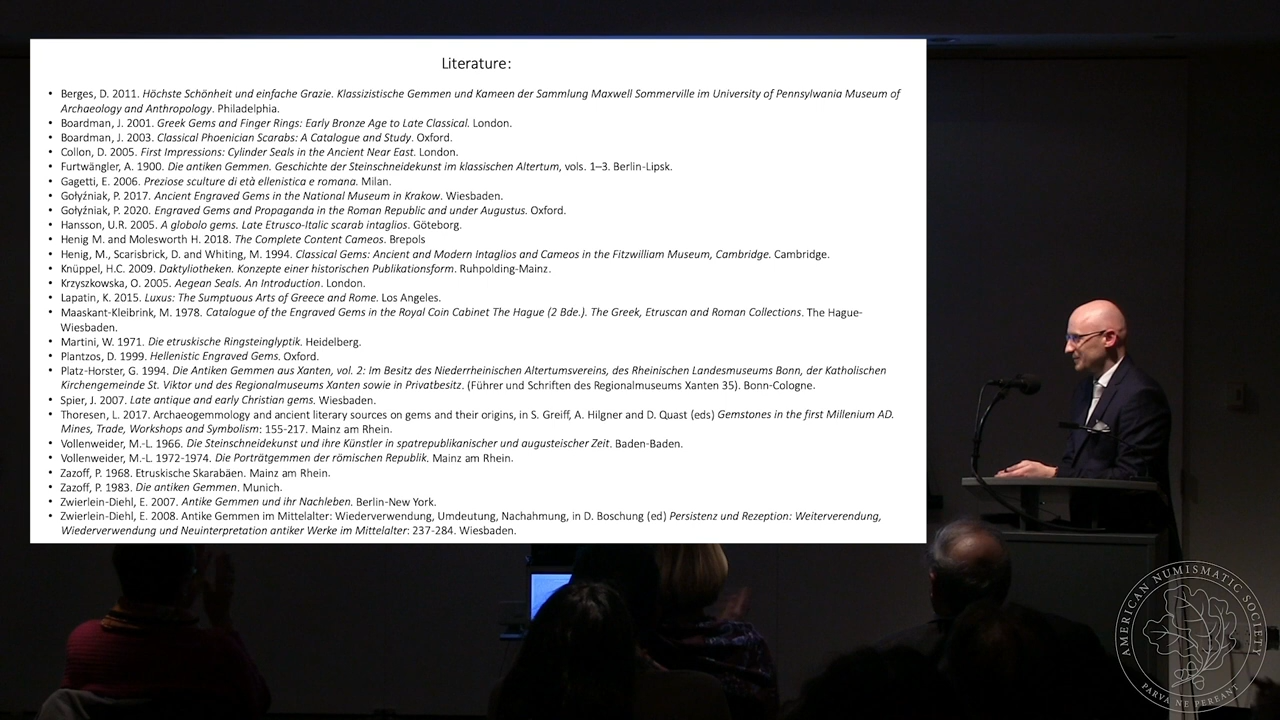 Literature:
• Berges, D. 2011. Höchste Schönheit und einfache Grazie. Klassizistische Gemmen und Kameen der Sammlung Maxwell Sommerville im University of Pennsylwania Museum of
Archaeology and Anthropology. Philadelphia.
• Boardman, J. 2001. Greek Gems and Finger Rings: Early Bronze Age to Late Classical. London.
• Boardman, J. 2003. Classical Phoenician Scarabs: A Catalogue and Study. Oxford.
• Collon, D. 2005. First Impressions: Cylinder Seals in the Ancient Near East. London.
• Furtwängler, A. 1900. Die antiken Gemmen. Geschichte der Steinschneidekunst im klassischen Altertum, vols. 1–3. Berlin-Lipsk.
• Gagetti, E. 2006. Preziose sculture di età ellenistica e romana. Milan.
• Gołyźniak, P. 2017. Ancient Engraved Gems in the National Museum in Krakow. Wiesbaden.
• Gołyźniak, P. 2020. Engraved Gems and Propaganda in the Roman Republic and under Augustus. Oxford.
• Hansson, U.R. 2005. A globolo gems. Late Etrusco-Italic scarab intaglios. Göteborg.
• Henig M. and Molesworth H. 2018. The Complete Content Cameos. Brepols
• Henig, M., Scarisbrick, D. and Whiting, M. 1994. Classical Gems: Ancient and Modern Intaglios and Cameos in the Fitzwilliam Museum, Cambridge. Cambridge.
• Knüppel, H.C. 2009. Daktyliotheken. Konzepte einer historischen Publikationsform. Ruhpolding-Mainz.
• Krzyszkowska, O. 2005. Aegean Seals. An Introduction. London.
• Lapatin, K. 2015. Luxus: The Sumptuous Arts of Greece and Rome. Los Angeles.
• Maaskant-Kleibrink, M. 1978. Catalogue of the Engraved Gems in the Royal Coin Cabinet The Hague (2 Bde.). The Greek, Etruscan and Roman Collections. The Hague-
Wiesbaden.
• Martini, W. 1971. Die etruskische Ringsteinglyptik. Heidelberg.
• Plantzos, D. 1999. Hellenistic Engraved Gems. Oxford.
• Platz-Horster, G. 1994. Die Antiken Gemmen aus Xanten, vol. 2: Im Besitz des Niederrheinischen Altertumsvereins, des Rheinischen Landesmuseums Bonn, der Katholischen
Kirchengemeinde St. Viktor und des Regionalmuseums Xanten sowie in Privatbesitz. (Führer und Schriften des Regionalmuseums Xanten 35). Bonn-Cologne.
• Spier, J. 2007. Late antique and early Christian gems. Wiesbaden.
• Thoresen, L. 2017. Archaeogemmology and ancient literary sources on gems and their origins, in S. Greiff, A. Hilgner and D. Quast (eds) Gemstones in the first Millenium AD.
Mines, Trade, Workshops and Symbolism: 155-217. Mainz am Rhein.
• Vollenweider, M.-L. 1966. Die Steinschneidekunst und ihre Künstler in spatrepublikanischer und augusteischer Zeit. Baden-Baden.
• Vollenweider, M.-L. 1972-1974. Die Porträtgemmen der römischen Republik. Mainz am Rhein.
• Zazoff, P. 1968. Etruskische Skarabäen. Mainz am Rhein.
• Zazoff, P. 1983. Die antiken Gemmen. Munich.
• Zwierlein-Diehl, E. 2007. Antike Gemmen und ihr Nachleben. Berlin-New York.
• Zwierlein-Diehl, E. 2008. Antike Gemmen im Mittelalter: Wiederverwendung, Umdeutung, Nachahmung, in D. Boschung (ed) Persistenz und Rezeption: Weiterverendung,
Wiederverwendung und Neuinterpretation antiker Werke im Mittelalter: 237-284. Wiesbaden.
AMERICAN NUMISMATIC SOCIETY
PARVA NE PEREANT